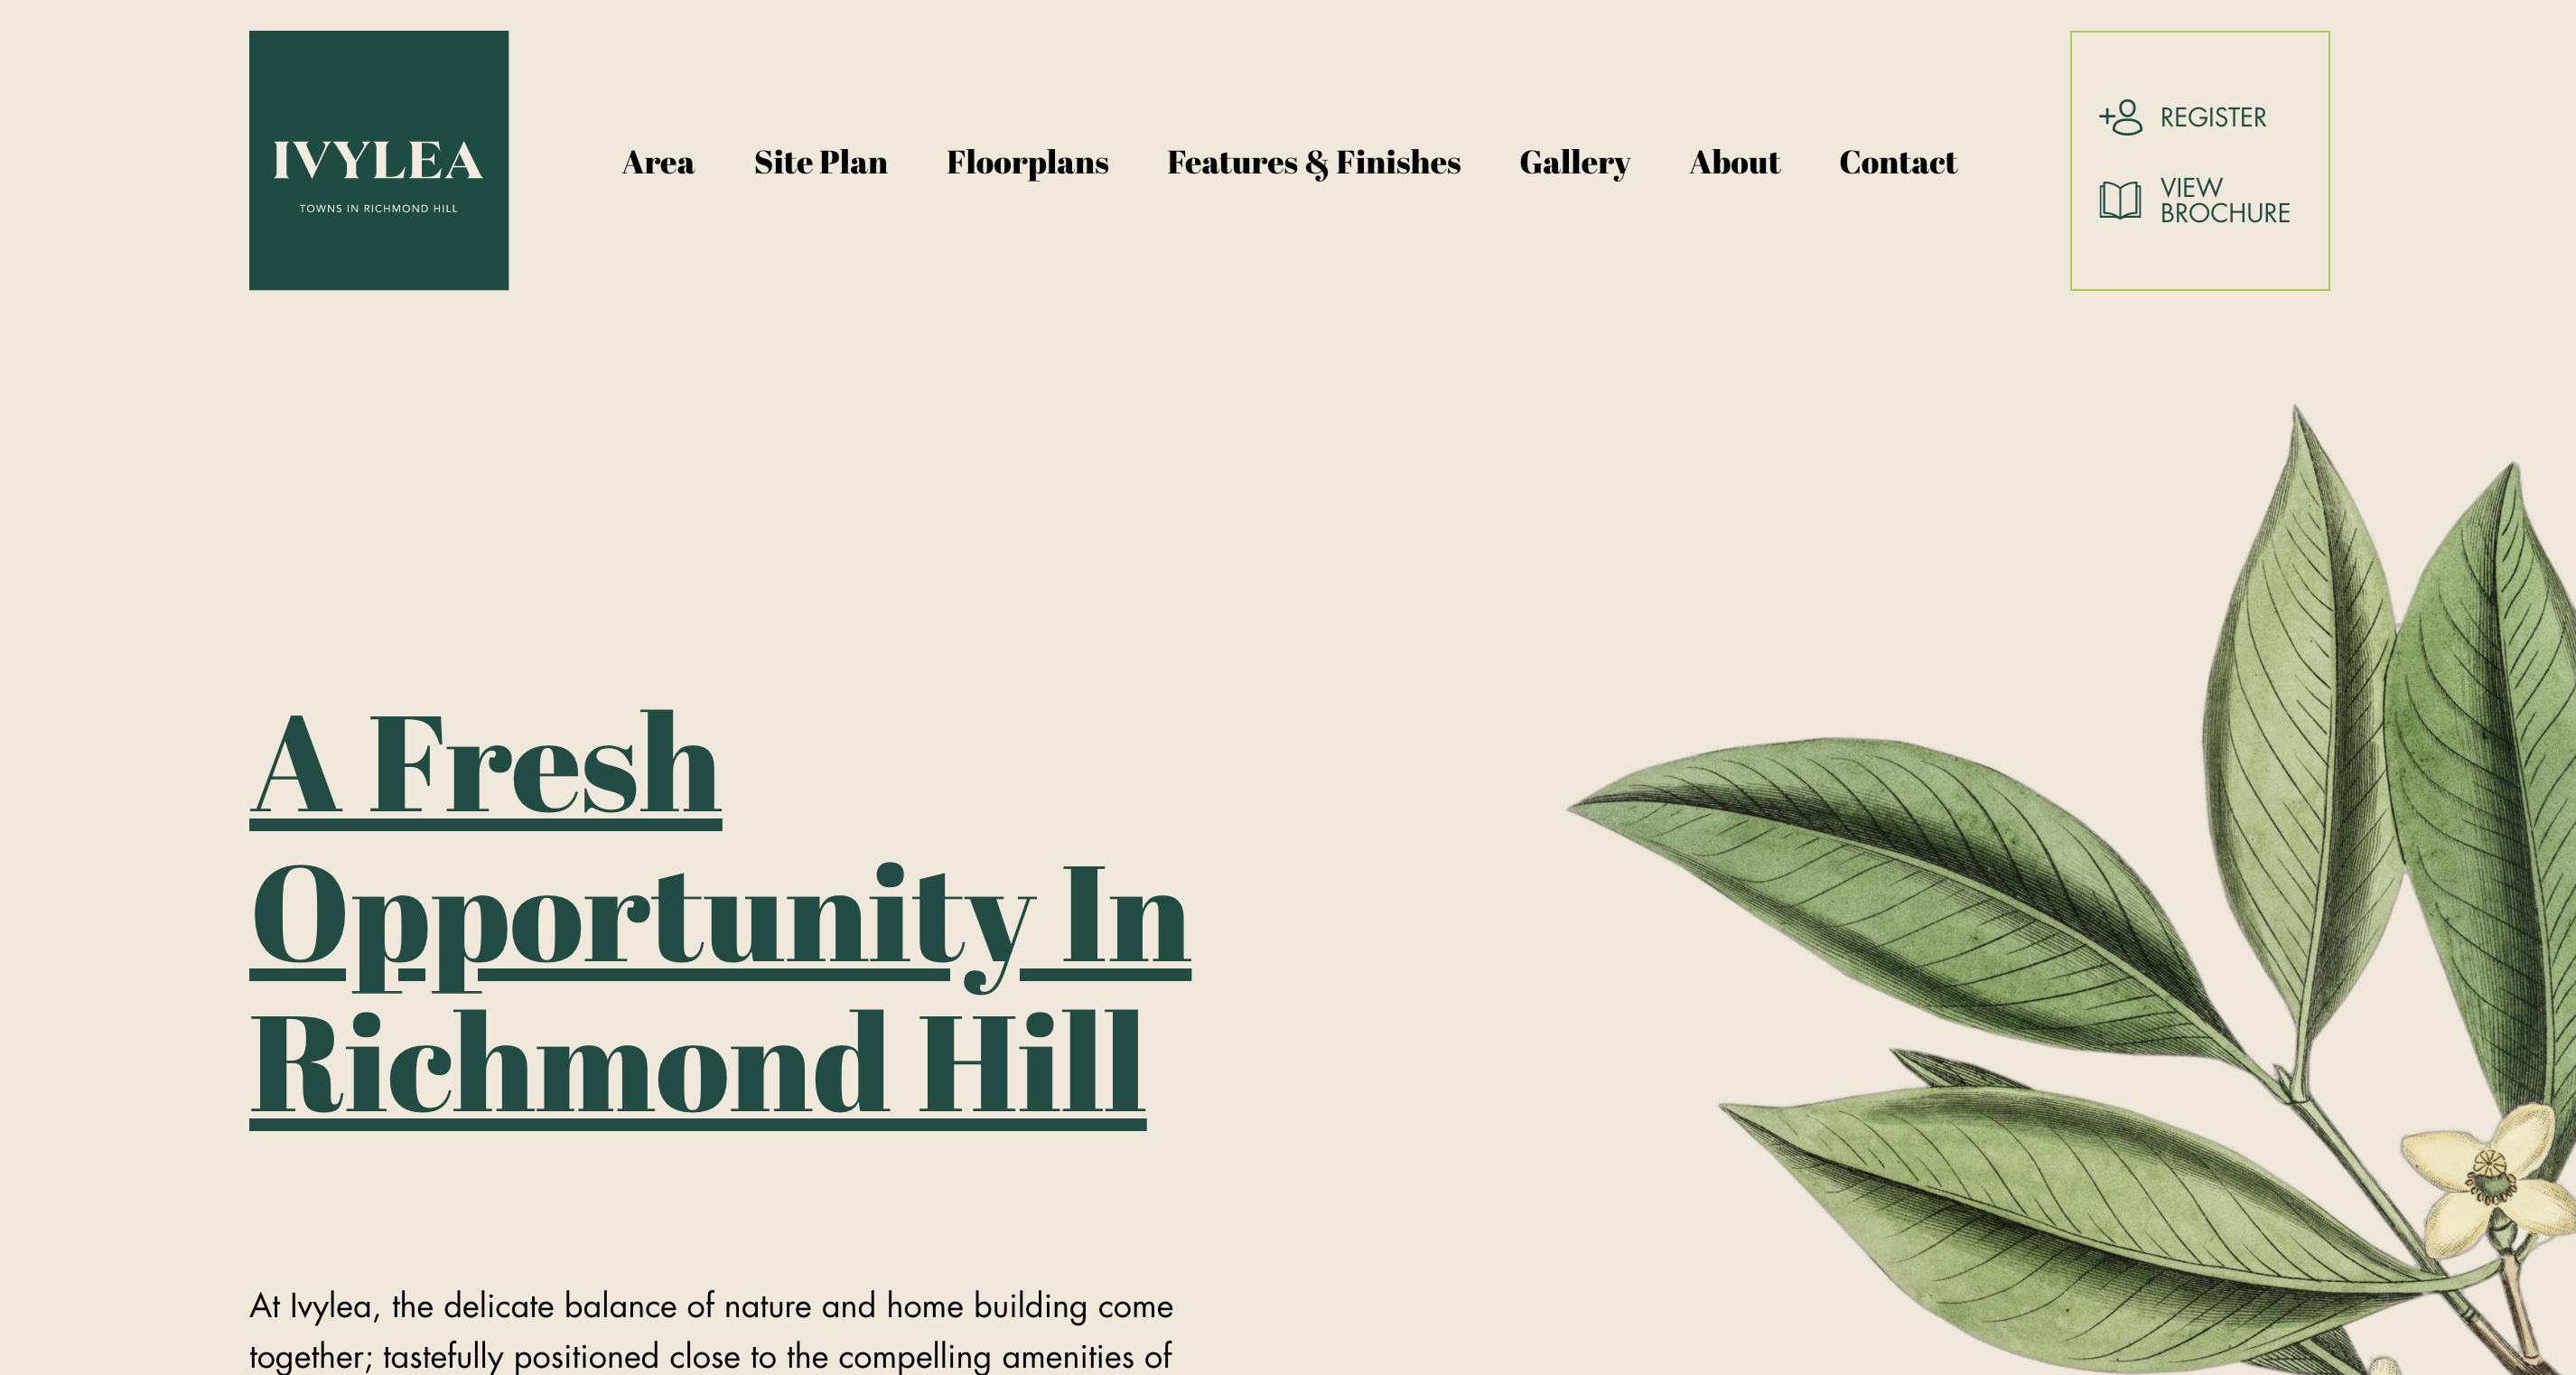 IVYLEA
TOWNS IN RICHMOND HILL
Area Site Plan Floorplans Features & Finishes Gallery About Contact
REGISTER
VIEW
BROCHURE
A Fresh
Opportunity In
Richmond Hill
At Ivylea, the delicate balance of nature and home building come
together; tastefully positioned close to the compelling amenities of